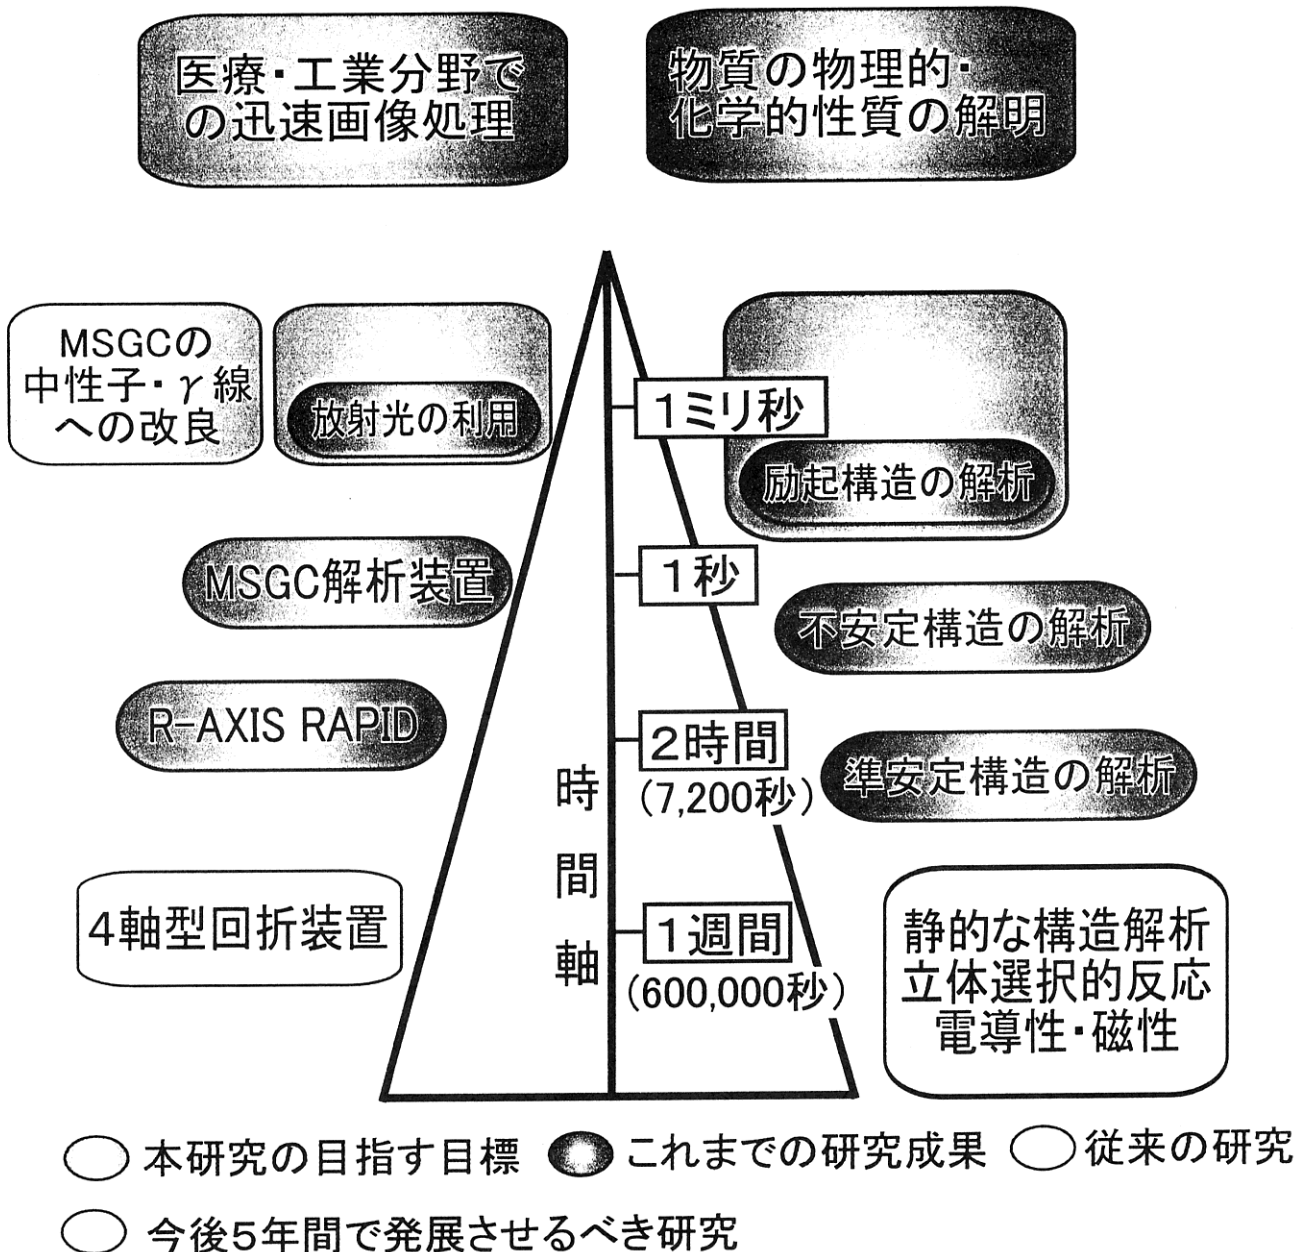 医療・工業分野で
の迅速画像処理
物質の物理的・
化学的性質の解明
MSGCの
中性子・γ線
への改良
放射光の利用
1ミリ秒
励起構造の解析
MSGC解析装置
1秒
不安定構造の解析
R-AXIS RAPID
2時間
(7,200秒)
準安定構造の解析
時間軸
4軸型回折装置
1週間
(600,000秒)
静的な構造解析
立体選択的反応
電導性・磁性
本研究の目指す目標
これまでの研究成果
従来の研究
今後5年間で発展させるべき研究